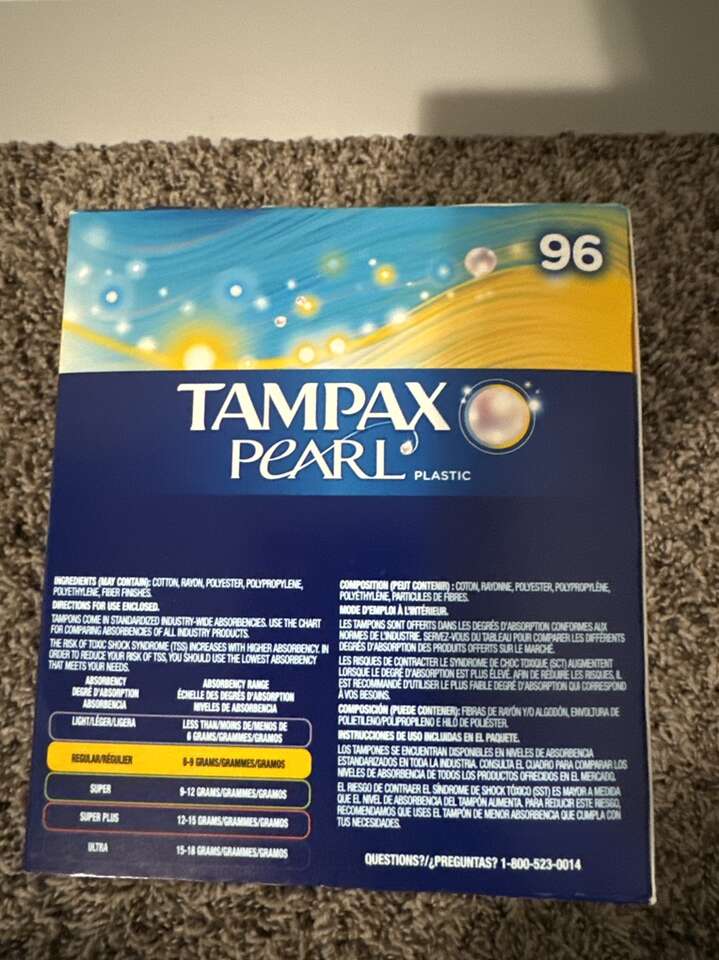 96
TAMPAX
PEARL PLASTIC
INGREDIENTS (MAY CONTAIN): COTTON, RAYON, POLYESTER, POLYPROPYLENE,
POLYETHYLENE, FIBER FINISHES.
DIRECTIONS FOR USE ENCLOSED.
TAMPONS COME IN STANDARDIZED INDUSTRY-WIDE ABSORBENCIES. USE THE CHART
FOR COMPARING ABSORBENCIES OF ALL INDUSTRY PRODUCTS.
THE RISK OF TOXIC SHOCK SYNDROME (TSS) INCREASES WITH HIGHER ABSORBENCY. IN
ORDER TO REDUCE YOUR RISK OF TSS, YOU SHOULD USE THE LOWEST ABSORBENCY
THAT MEETS YOUR NEEDS.
ABSORBENCY
DEGRÉ D'ABSORPTION
ABSORBENCIA
ABSORBENCY RANGE
ÉCHELLE DES DEGRÉS D'ABSORPTION
NIVELES DE ABSORBENCIA
LIGHT/LÉGER/LIGERA
LESS THAN/MOINS DE/MENOS DE
6 GRAMS/GRAMMES/GRAMOS
REGULAR/RÉGULIER
6-9 GRAMS/GRAMMES/GRAMOS
SUPER
9-12 GRAMS/GRAMMES/GRAMOS
SUPER PLUS
12-15 GRAMS/GRAMMES/GRAMOS
ULTRA
15-18 GRAMS/GRAMMES/GRAMOS
COMPOSITION (PEUT CONTENIR) : COTON, RAYONNE, POLYESTER, POLYPROPYLÈNE,
POLYÉTHYLÈNE, PARTICULES DE FIBRES.
MODE D'EMPLOI À L'INTÉRIEUR.
LES TAMPONS SONT OFFERTS DANS LES DEGRÉS D'ABSORPTION CONFORMES AUX
NORMES DE L'INDUSTRIE. SERVEZ-VOUS DU TABLEAU POUR COMPARER LES DIFFÉRENTS
DEGRÉS D'ABSORPTION DES PRODUITS OFFERTS SUR LE MARCHÉ.
LES RISQUES DE CONTRACTER LE SYNDROME DE CHOC TOXIQUE (SCT) AUGMENTENT
LORSQUE LE DEGRÉ D'ABSORPTION EST PLUS ÉLEVÉ. AFIN DE RÉDUIRE LES RISQUES, IL
EST RECOMMANDÉ D'UTILISER LE PLUS FAIBLE DEGRÉ D'ABSORPTION QUI CORRESPOND
À VOS BESOINS.
COMPOSICIÓN (PUEDE CONTENER): FIBRAS DE RAYÓN Y/O ALGODÓN, ENVOLTURA DE
POLIETILENO/POLIPROPILENO E HILO DE POLIÉSTER.
INSTRUCCIONES DE USO INCLUIDAS EN EL PAQUETE.
LOS TAMPONES SE ENCUENTRAN DISPONIBLES EN NIVELES DE ABSORBENCIA
ESTANDARIZADOS EN TODA LA INDUSTRIA. CONSULTA EL CUADRO PARA COMPARAR LOS
NIVELES DE ABSORBENCIA DE TODOS LOS PRODUCTOS OFRECIDOS EN EL MERCADO.
EL RIESGO DE CONTRAER EL SÍNDROME DE SHOCK TÓXICO (SST) ES MAYOR A MEDIDA
QUE EL NIVEL DE ABSORBENCIA DEL TAMPÓN AUMENTA. PARA REDUCIR ESTE RIESGO,
RECOMENDAMOS QUE USES EL TAMPÓN DE MENOR ABSORBENCIA QUE CUMPLA CON
TUS NECESIDADES.
QUESTIONS?/¿PREGUNTAS? 1-800-523-0014